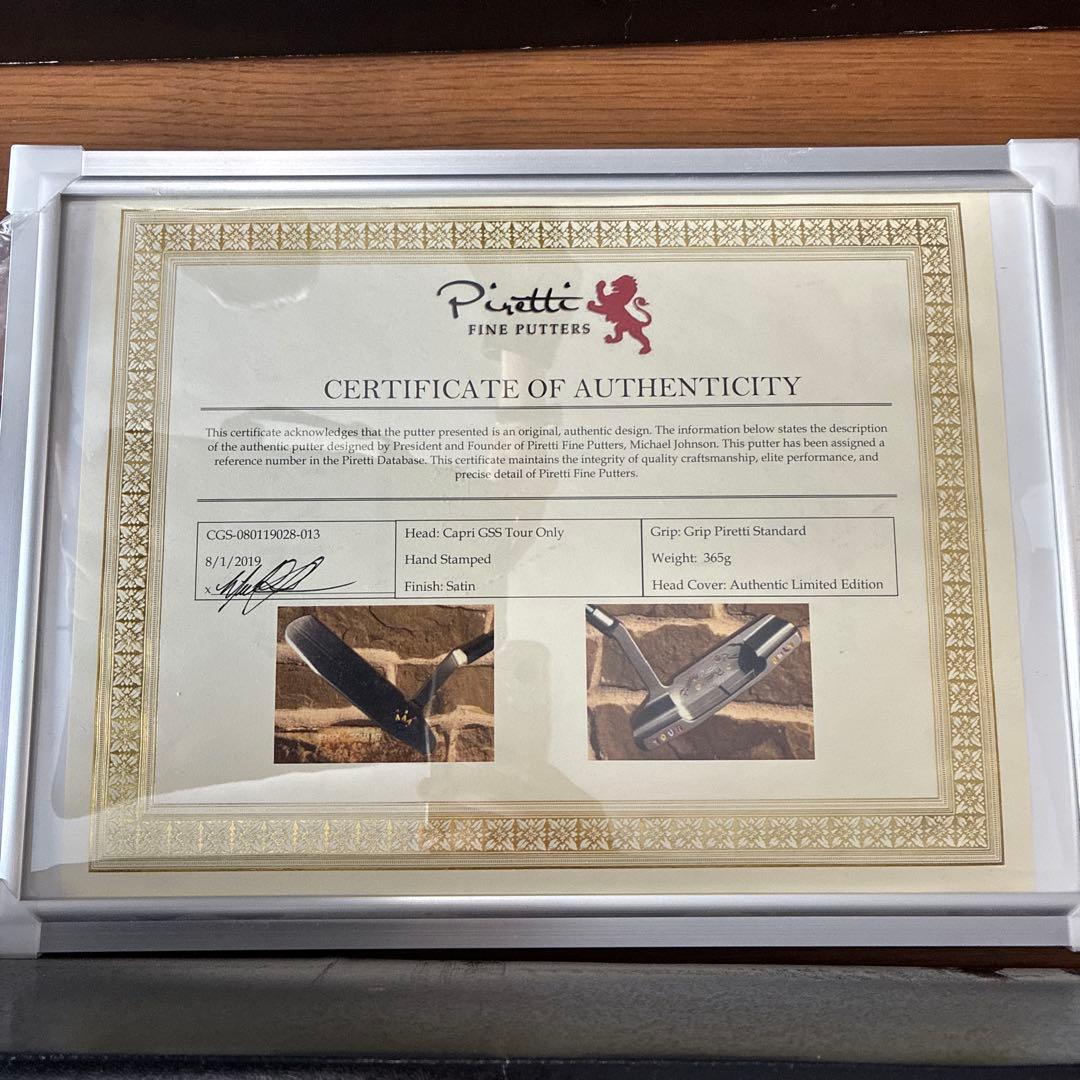 Piretti
FINE PUTTERS
CERTIFICATE OF AUTHENTICITY
This certificate acknowledges that the putter presented is an original, authentic design. The information below states the description
of the authentic putter designed by President and Founder of Piretti Fine Putters, Michael Johnson. This putter has been assigned a
reference number in the Piretti Database. This certificate maintains the integrity of quality craftsmanship, elite performance, and
precise detail of Piretti Fine Putters.
CGS-080119028-013
8/1/2019
x
Head: Capri GSS Tour Only
Hand Stamped
Finish: Satin
Grip: Grip Piretti Standard
Weight: 365g
Head Cover: Authentic Limited Edition
TOUR
ONLY